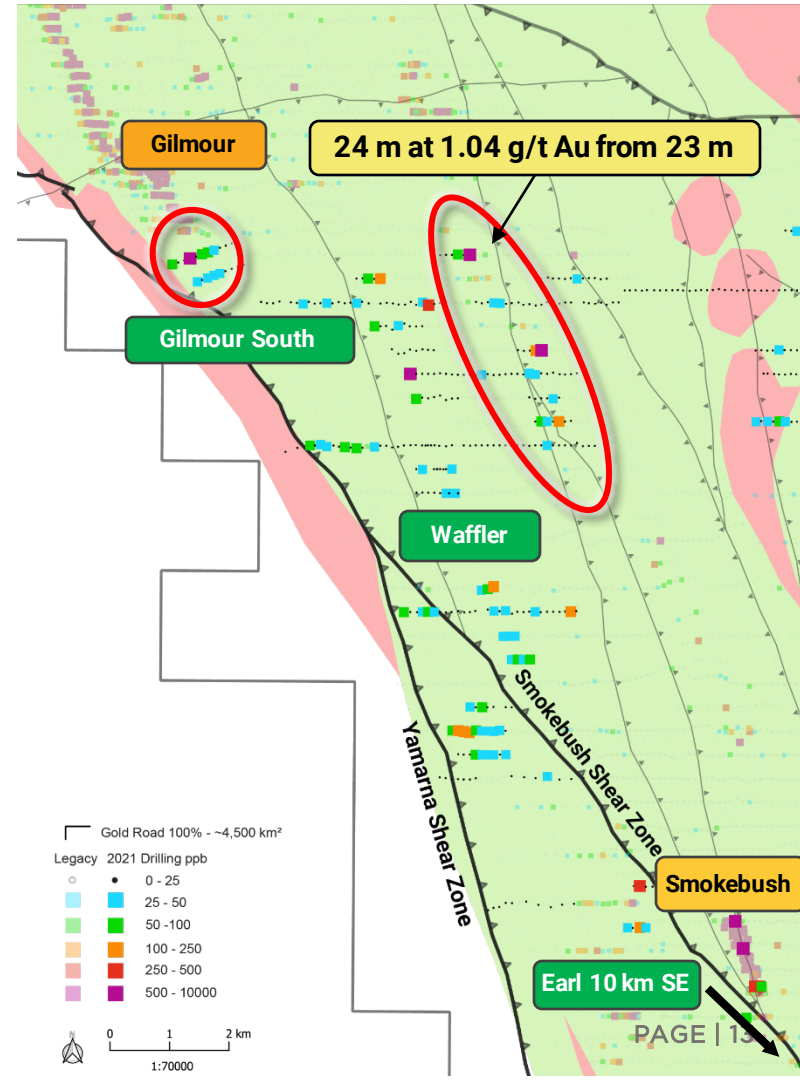 Gilmour
24 m at 1.04 g/t Au from 23 m
Gilmour South
Waffler
Smokebush Shear Zone
Yamarna Shear Zone
Gold Road 100% - ~4,500 km²
Legacy 2021 Drilling ppb
0 - 25
25 - 50
50 -100
100 - 250
250 - 500
500 - 10000
N
0 1 2 km
1:70000
Smokebush
Earl 10 km SE
PAGE | 13